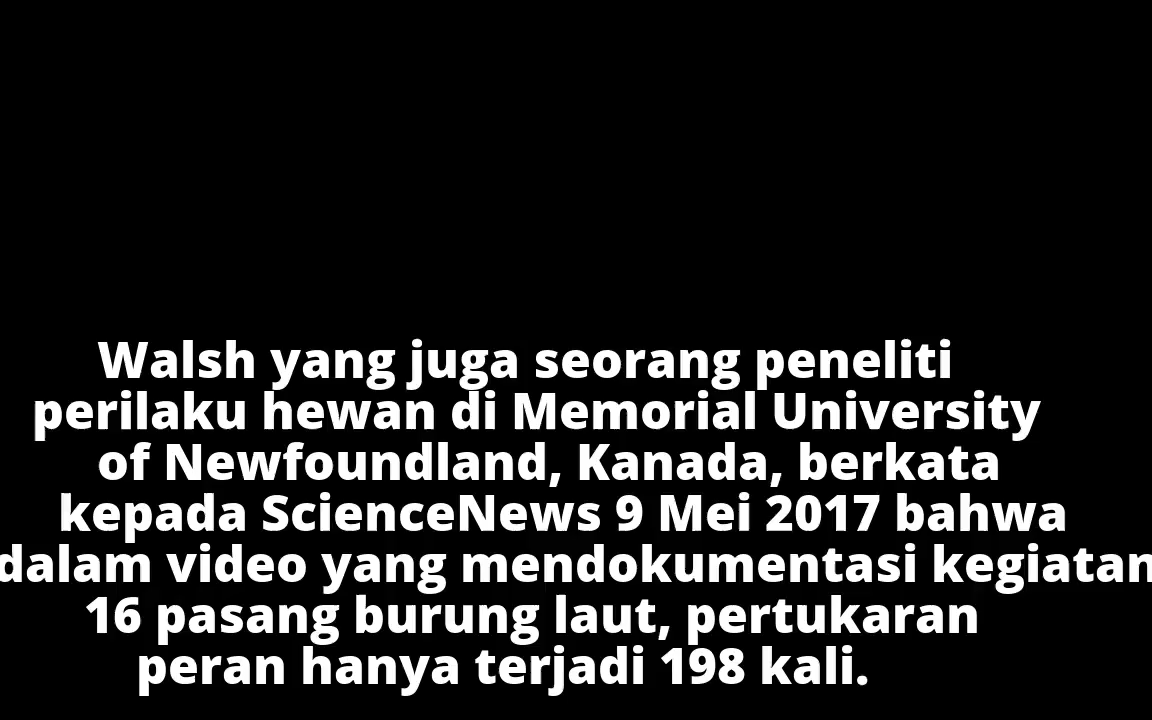 Walsh yang juga seorang peneliti
perilaku hewan di Memorial University
of Newfoundland, Kanada, berkata
kepada ScienceNews 9 Mei 2017 bahwa
dalam video yang mendokumentasi kegiatan
16 pasang burung laut, pertukaran
peran hanya terjadi 198 kali.